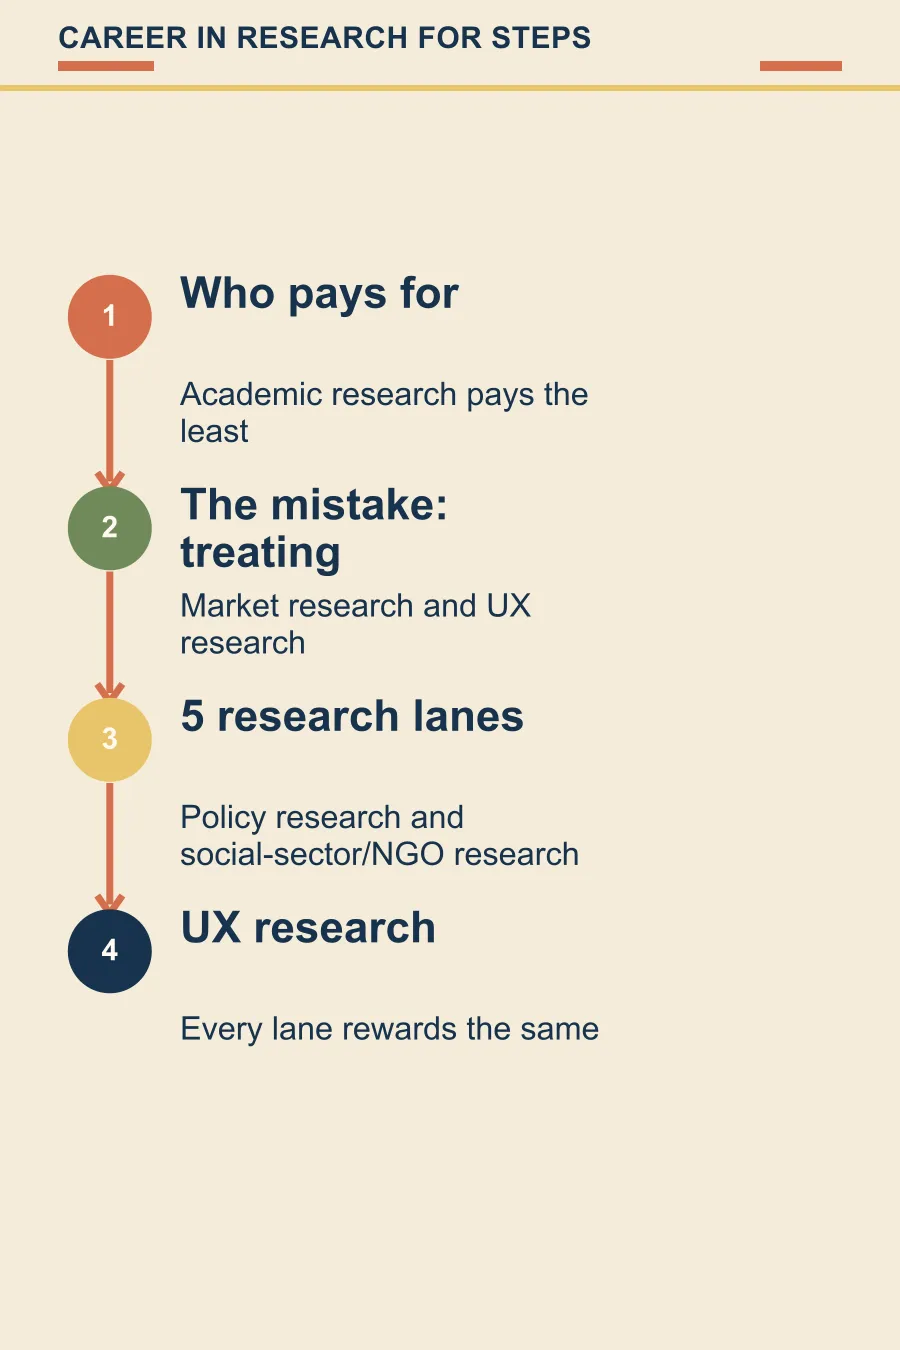 CAREER IN RESEARCH FOR STEPS
1
Who pays for
Academic research pays the
least
2
The mistake:
treating
Market research and UX
research
3
5 research lanes
Policy research and
social-sector/NGO research
4
UX research
Every lane rewards the same